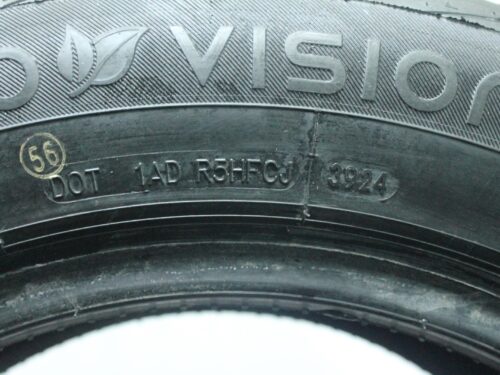 O VISION
56
DOT 1AD R5HFCJ 3924